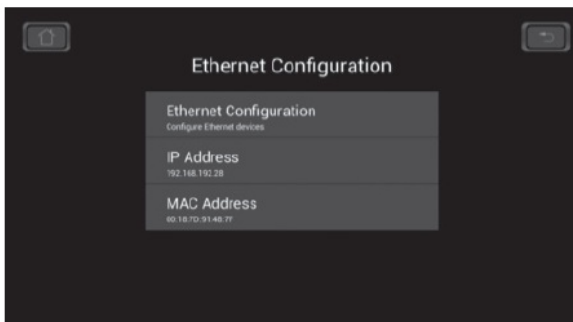 Ethernet Configuration
Ethernet Configuration
Configure Ethernet devices
IP Address
192.168.192.28
MAC Address